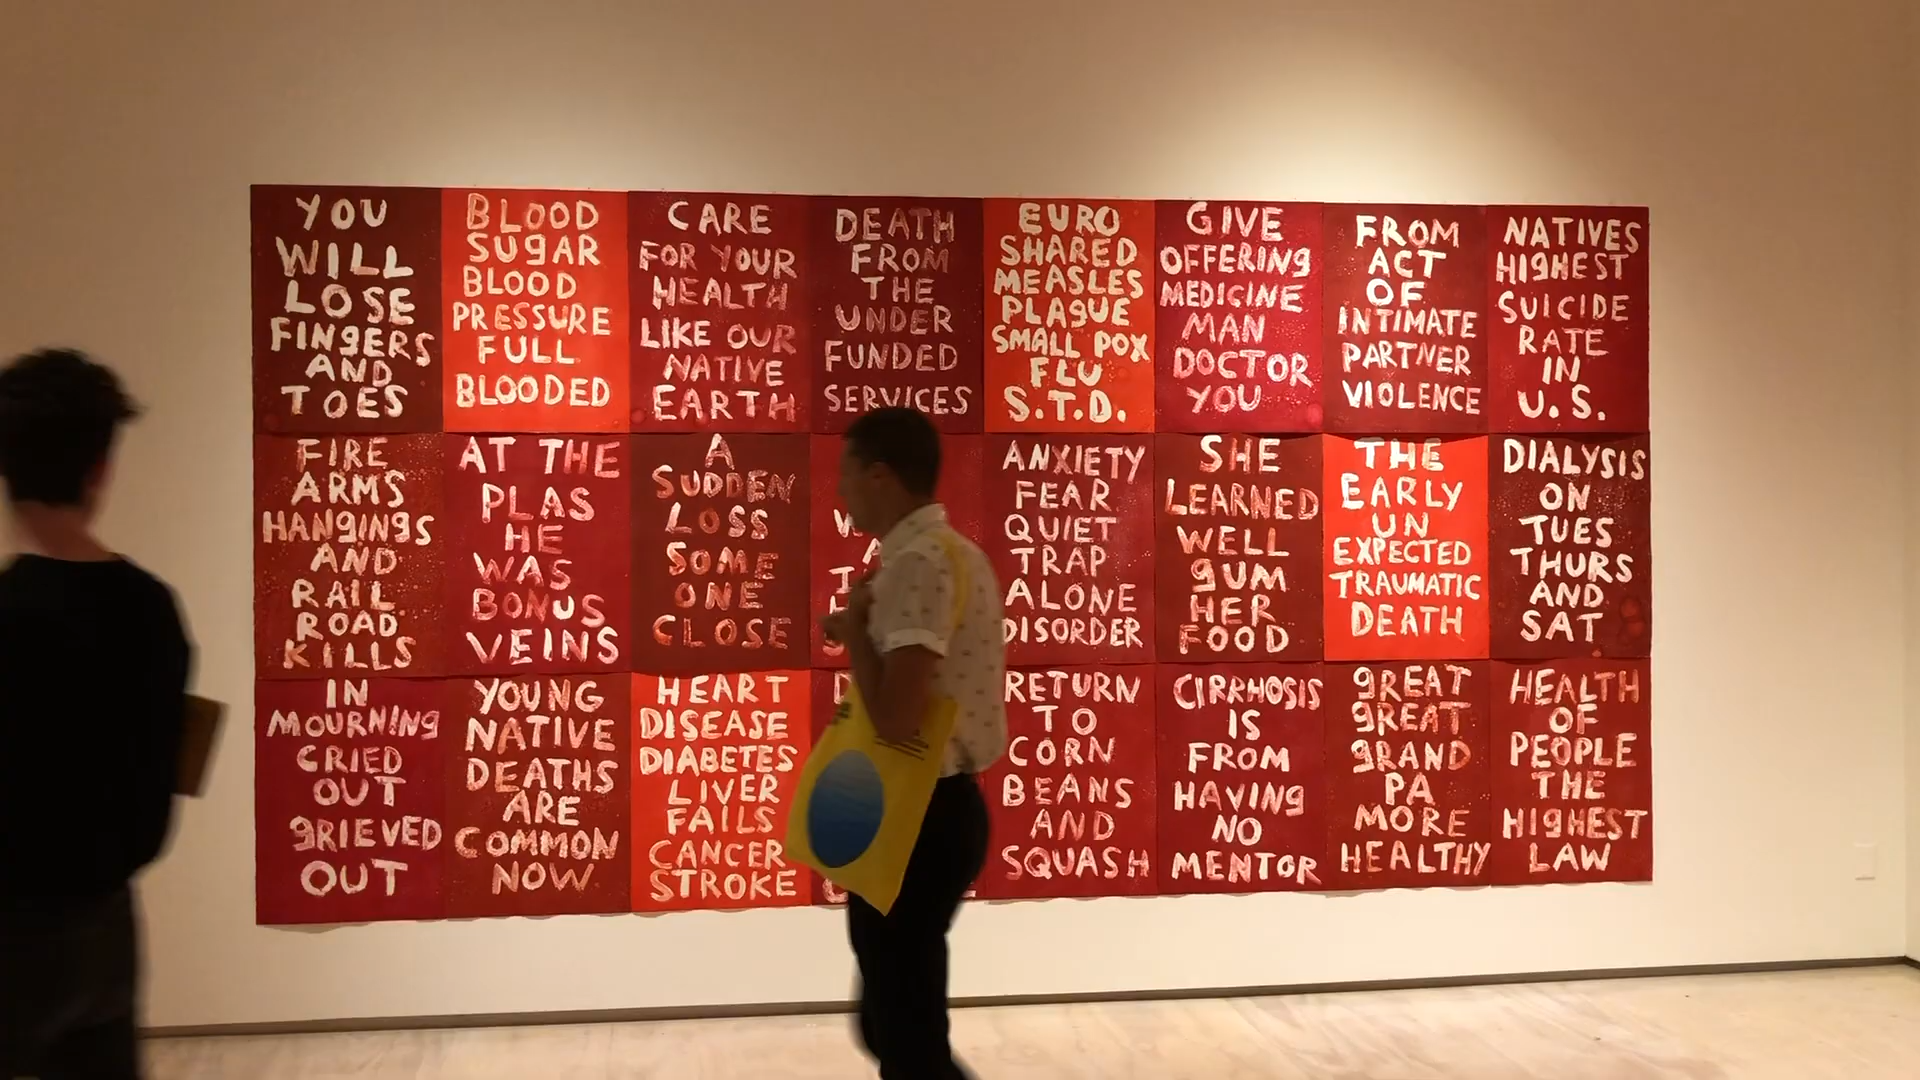 YOU
WILL
LOSE
FINGERS
AND
TOES
BLOOD
SUGAR
BLOOD
PRESSURE
FULL
BLOODED
CARE
FOR YOUR
HEALTH
LIKE OUR
NATIVE
EARTH
DEATH
FROM
THE
UNDER
FUNDED
SERVICES
EURO
SHARED
MEASLES
PLAGUE
SMALL POX
FLU
S.T.D.
GIVE
OFFERING
MEDICINE
MAN
DOCTOR
YOU
FROM
ACT
OF
INTIMATE
PARTNER
VIOLENCE
NATIVES
HIGHEST
SUICIDE
RATE
IN
U.S.
FIRE
ARMS
HANGINGS
AND
RAIL
ROAD
KILLS
AT THE
PLAS
HE
WAS
BONUS
VEINS
A
SUDDEN
LOSS
SOME
ONE
CLOSE
ANXIETY
FEAR
QUIET
TRAP
ALONE
DISORDER
SHE
LEARNED
WELL
GUM
HER
FOOD
THE
EARLY
UN
EXPECTED
TRAUMATIC
DEATH
DIALYSIS
ON
TUES
THURS
AND
SAT
IN
MOURNING
CRIED
OUT
GRIEVED
OUT
YOUNG
NATIVE
DEATHS
ARE
COMMON
NOW
HEART
DISEASE
DIABETES
LIVER
FAILS
CANCER
STROKE
RETURN
TO
CORN
BEANS
AND
SQUASH
CIRRHOSIS
IS
FROM
HAVING
NO
MENTOR
GREAT
GREAT
GRAND
PA
MORE
HEALTHY
HEALTH
OF
PEOPLE
THE
HIGHEST
LAW